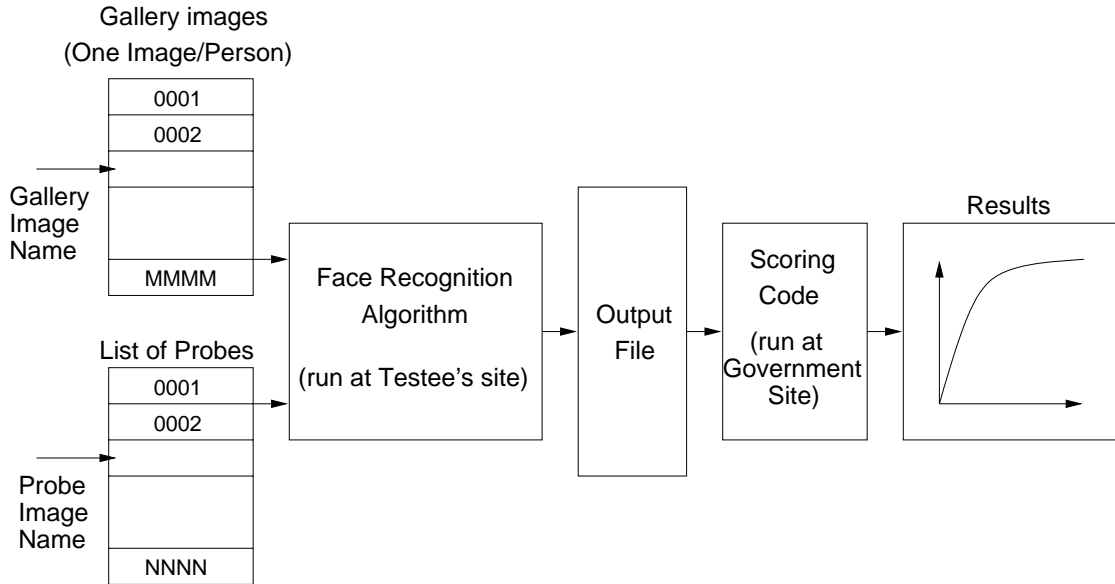 Gallery images
(One Image/Person)
0001
0002
Gallery
Image
Name
MMMM
List of Probes
0001
0002
Probe
Image
Name
NNNN
Face Recognition
Algorithm
(run at Testee's site)
Output
File
Scoring
Code
(run at
Government
Site)
Results